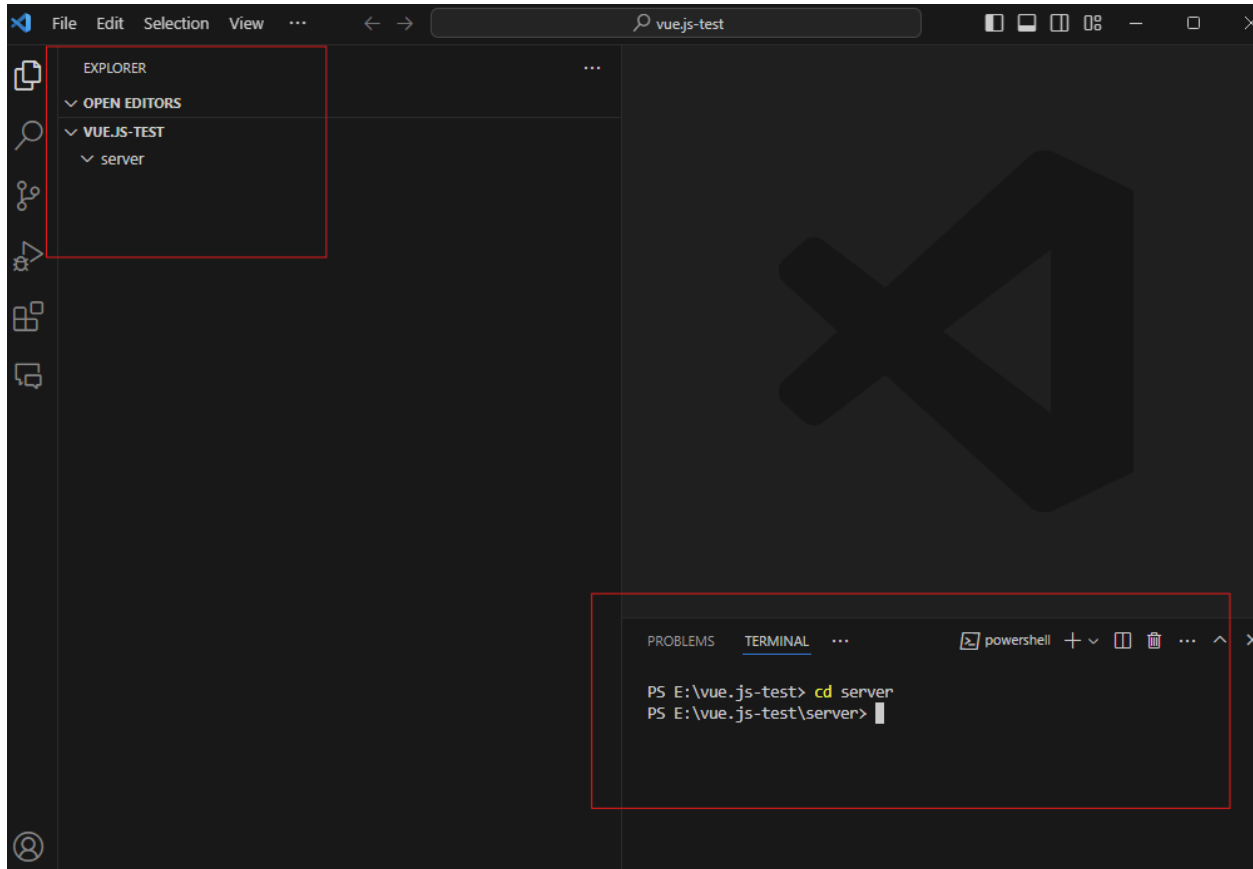 File Edit Selection View ··· vue.js-test
EXPLORER ···
OPEN EDITORS
VUE.JS-TEST
server
PROBLEMS TERMINAL ··· powershell ···
PS E:\vue.js-test> cd server
PS E:\vue.js-test\server>